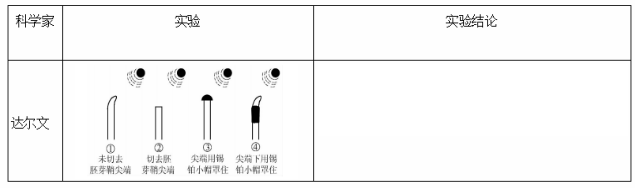 科学家 实验 实验结论
达尔文
① ② ③ ④
未切去 切去胚 尖端用锡 尖端下用锡
胚芽鞘尖端 芽鞘尖端 铂小帽罩住 铂小帽罩住